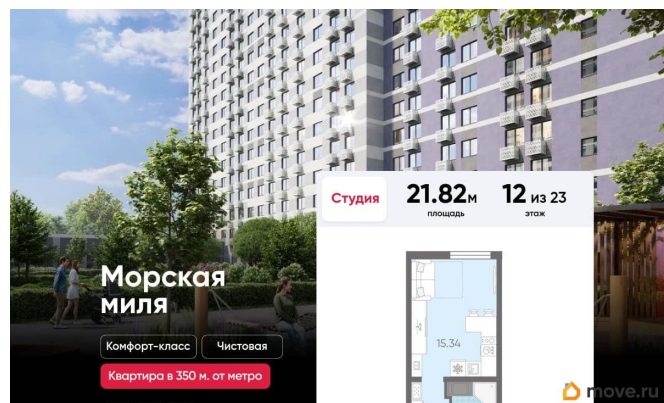 Студия
21.82м
площадь
12 из 23
этаж
Морская
миля
Комфорт-класс
Чистовая
Квартира в 350 м. от метро
15.34
move.ru